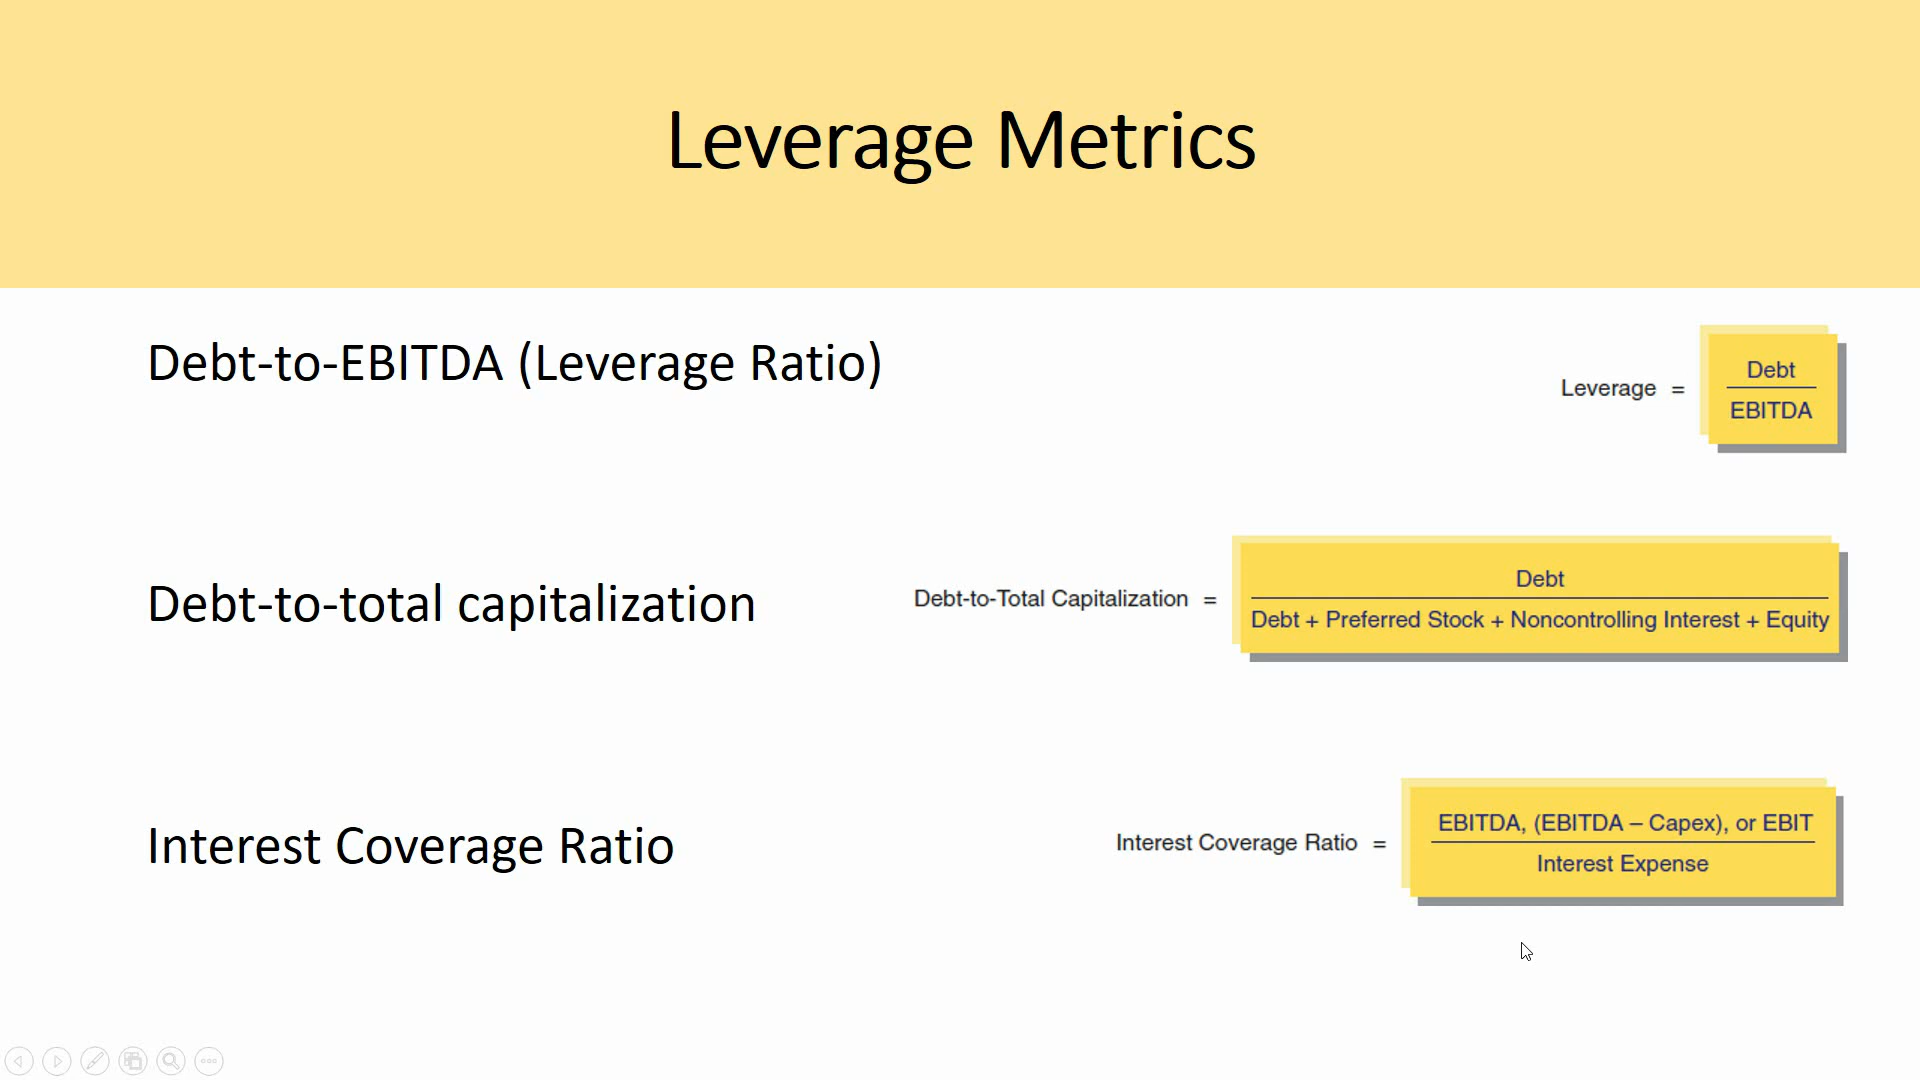 Leverage Metrics
Debt-to-EBITDA (Leverage Ratio)
Leverage =
Debt
EBITDA
Debt-to-total capitalization
Debt-to-Total Capitalization =
Debt
Debt + Preferred Stock + Noncontrolling Interest + Equity
Interest Coverage Ratio
Interest Coverage Ratio =
EBITDA, (EBITDA – Capex), or EBIT
Interest Expense